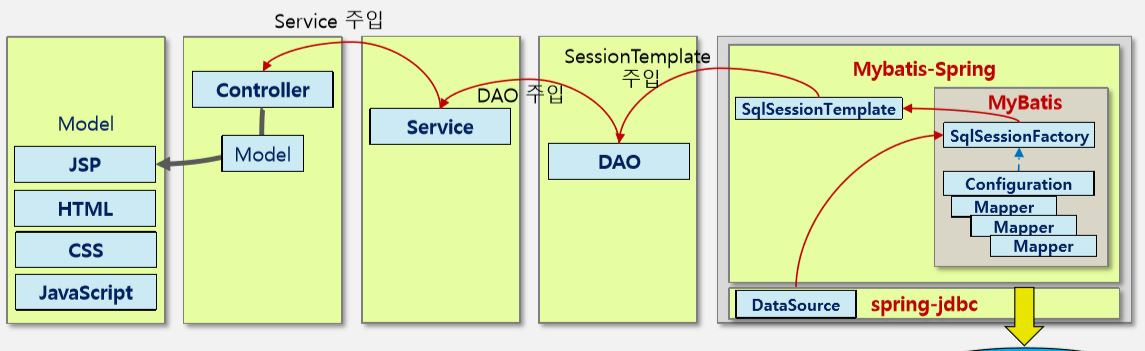 Service 주입
Model
JSP
HTML
CSS
JavaScript
Controller
Model
Service
DAO 주입
DAO
SessionTemplate
주입
Mybatis-Spring
SqlSessionTemplate
MyBatis
SqlSessionFactory
Configuration
Mapper
Mapper
Mapper
DataSource
spring-jdbc